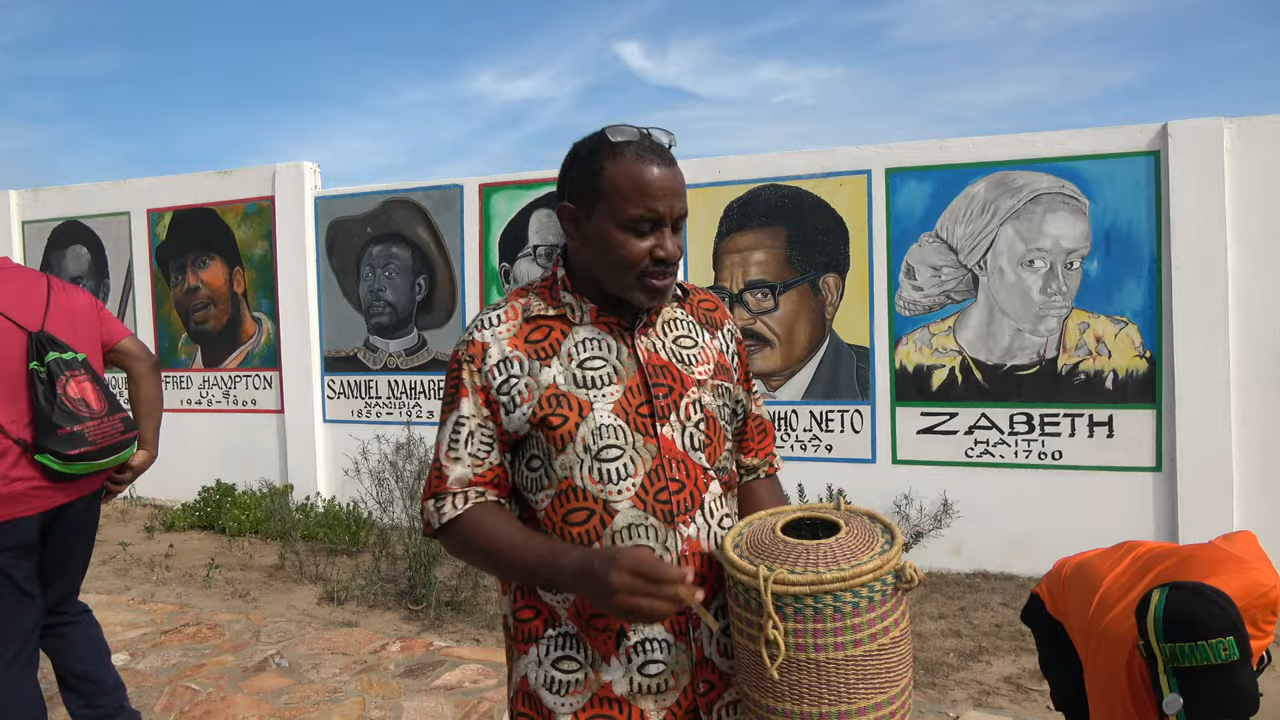 FRED HAMPTON
U.S.
1948-1969
SAMUEL MAHARE
NAMIBIA
1856-1923
HO NETO
OLA
-1979
ZABETH
HAITI
CA. 1760
JAMAICA